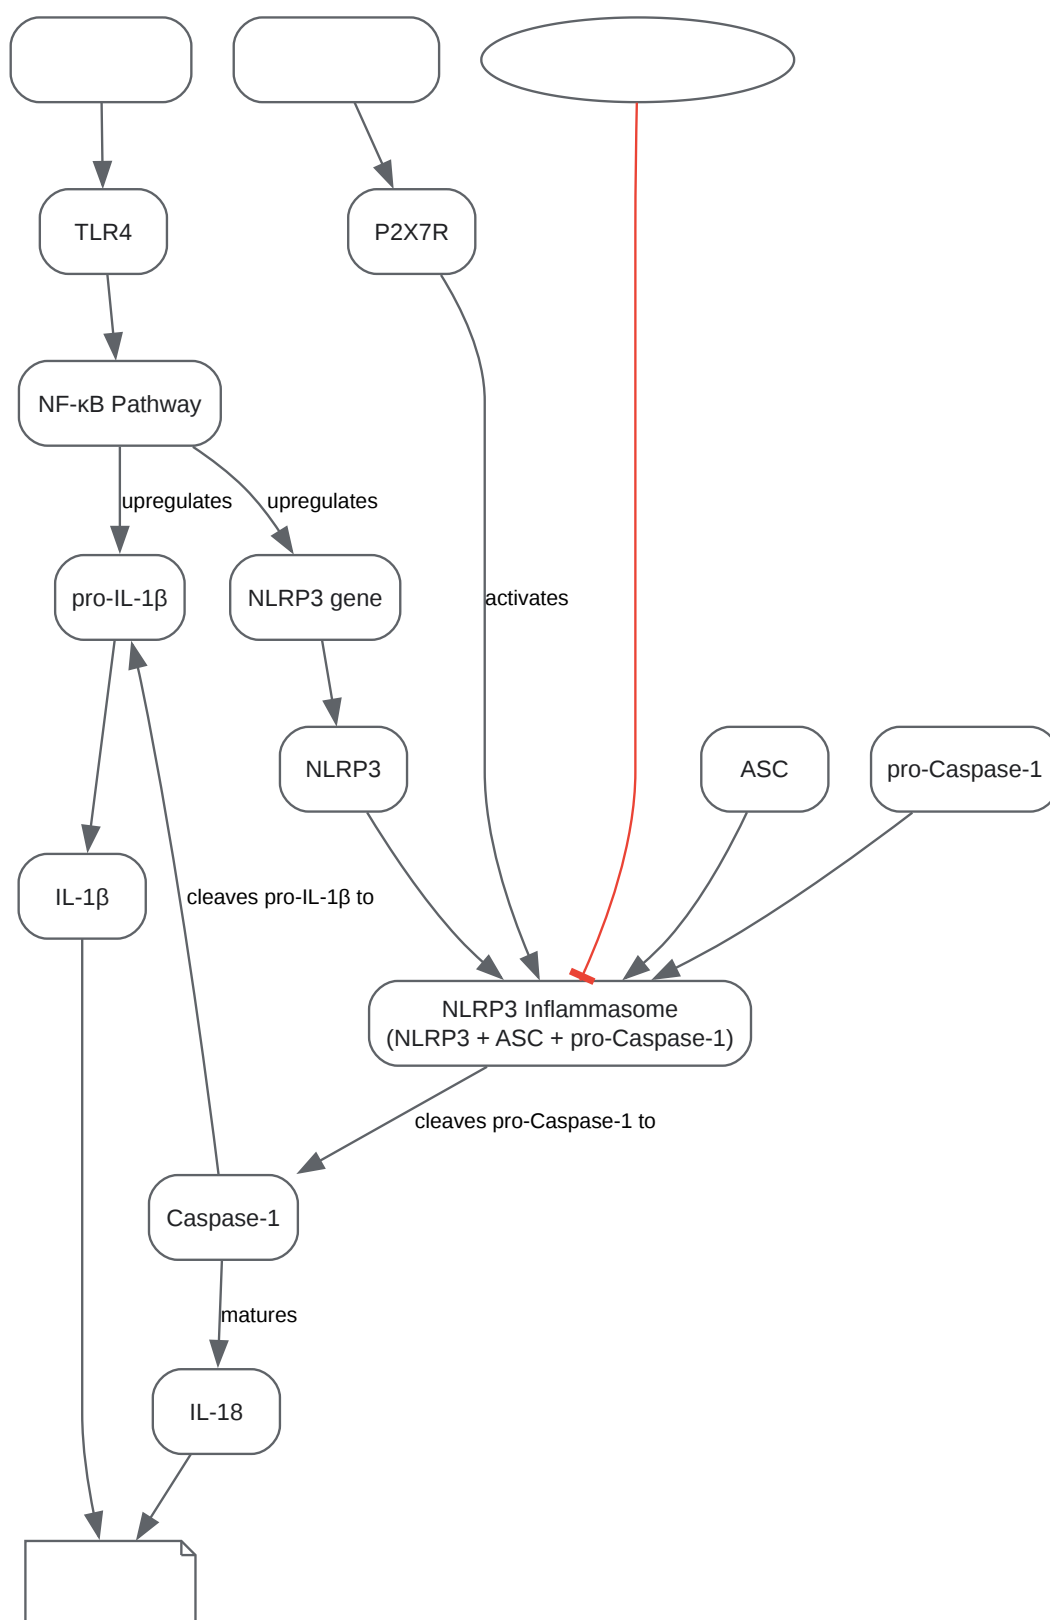 TLR4
P2X7R
NF-κB Pathway
upregulates
upregulates
pro-IL-1β
NLRP3 gene
activates
NLRP3
ASC
pro-Caspase-1
IL-1β
cleaves pro-IL-1β to
NLRP3 Inflammasome
(NLRP3 + ASC + pro-Caspase-1)
cleaves pro-Caspase-1 to
Caspase-1
matures
IL-18